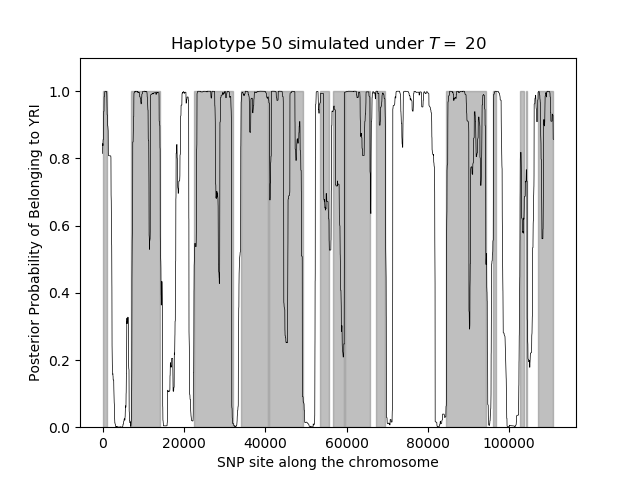 Haplotype 50 simulated under T = 20
Posterior Probability of Belonging to YRI
1.0
0.8
0.6
0.4
0.2
0.0
0 20000 40000 60000 80000 100000
SNP site along the chromosome